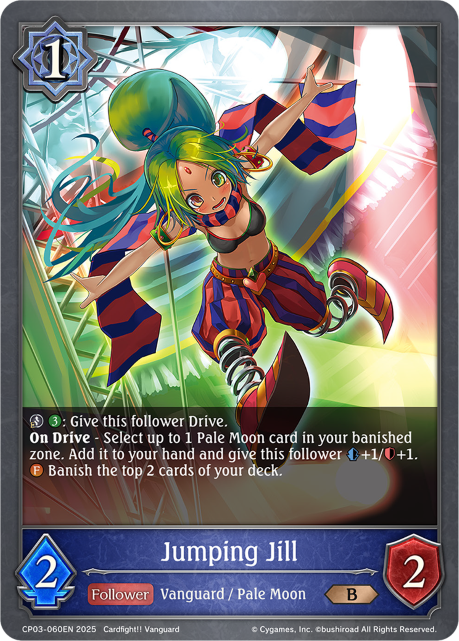 1
3 : Give this follower Drive.
On Drive - Select up to 1 Pale Moon card in your banished
zone. Add it to your hand and give this follower +1/ +1.
F Banish the top 2 cards of your deck.
Jumping Jill
2
Follower Vanguard / Pale Moon B
2
CP03-060EN 2025 Cardfight!! Vanguard © Cygames, Inc. ©bushiroad All Rights Reserved.